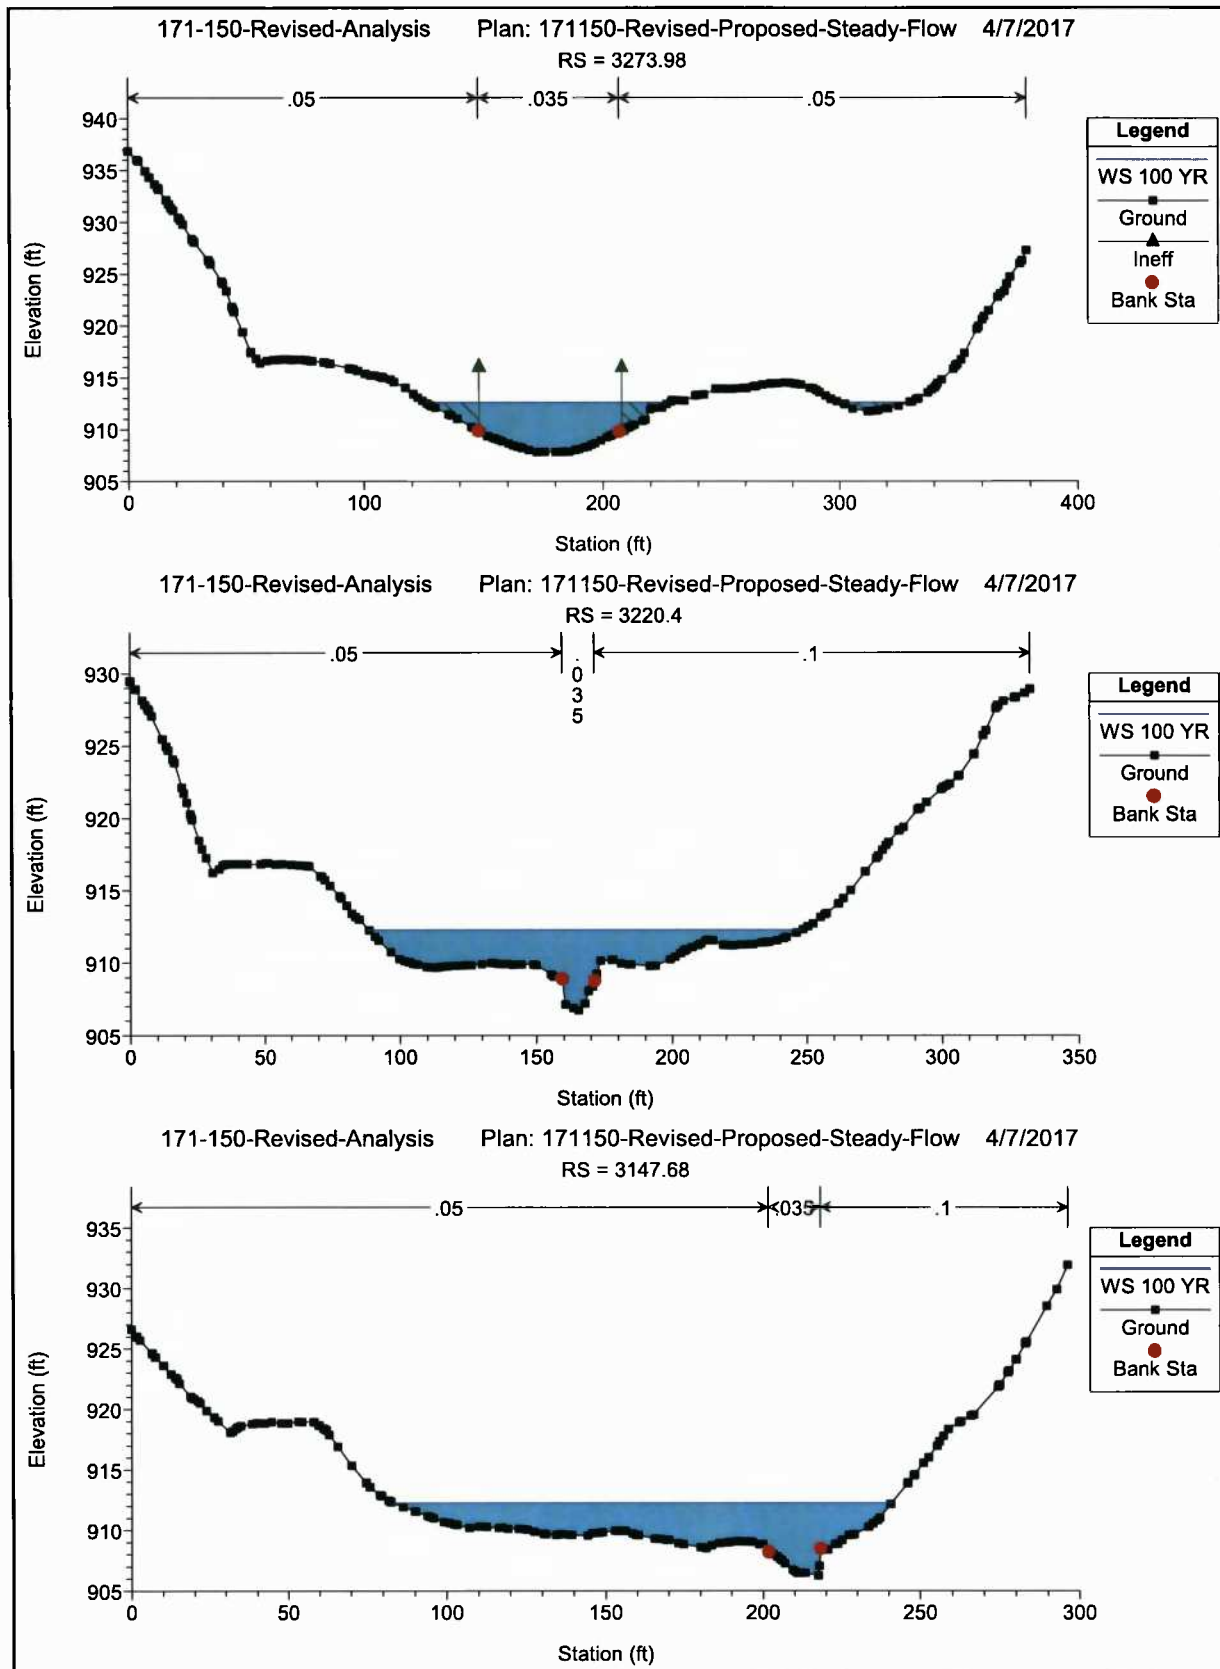 171-150-Revised-Analysis Plan: 171150-Revised-Proposed-Steady-Flow 4/7/2017
RS = 3273.98
.05 .035 .05
940
935
930
925
920
915
910
905
Elevation (ft)
0 100 200 300 400
Station (ft)
Legend
WS 100 YR
Ground
Ineff
Bank Sta
171-150-Revised-Analysis Plan: 171150-Revised-Proposed-Steady-Flow 4/7/2017
RS = 3220.4
.05 .035 .1
930
925
920
915
910
905
Elevation (ft)
0 50 100 150 200 250 300 350
Station (ft)
Legend
WS 100 YR
Ground
Bank Sta
171-150-Revised-Analysis Plan: 171150-Revised-Proposed-Steady-Flow 4/7/2017
RS = 3147.68
.05 .035 .1
935
930
925
920
915
910
905
Elevation (ft)
0 50 100 150 200 250 300
Station (ft)
Legend
WS 100 YR
Ground
Bank Sta